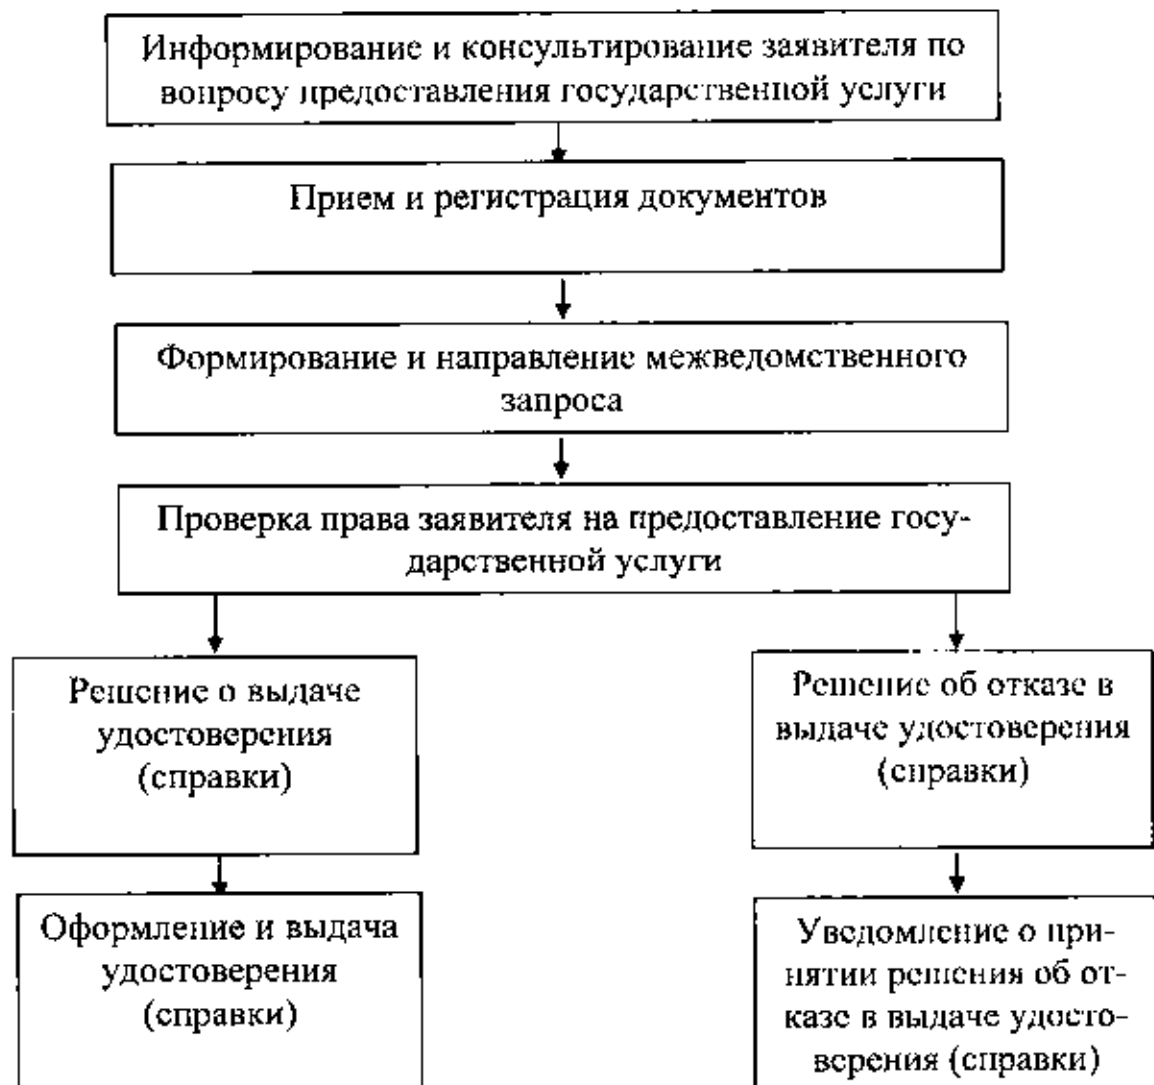 Информирование и консультирование заявителя по
вопросу предоставления государственной услуги
Прием и регистрация документов
Формирование и направление межведомственного
запроса
Проверка права заявителя на предоставление госу-
дарственной услуги
Решение о выдаче
удостоверения
(справки)
Решение об отказе в
выдаче удостоверения
(справки)
Оформление и выдача
удостоверения
(справки)
Уведомление о при-
нятии решения об от-
казе в выдаче удосто-
верения (справки)